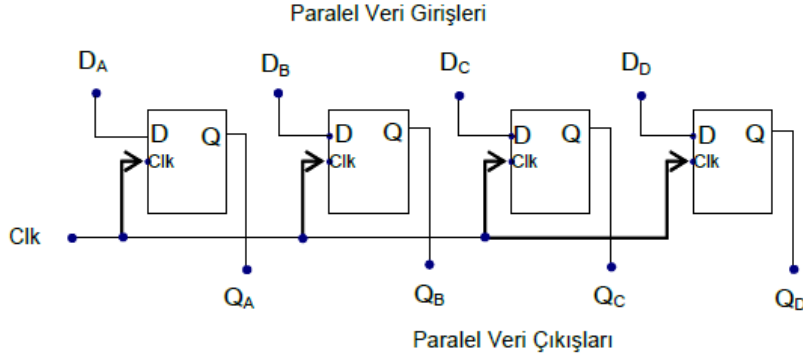 Paralel Veri Girişleri
DA DB DC DD
D Q D Q D Q D Q
Clk Clk Clk Clk
Clk
QA QB QC QD
Paralel Veri Çıkışları